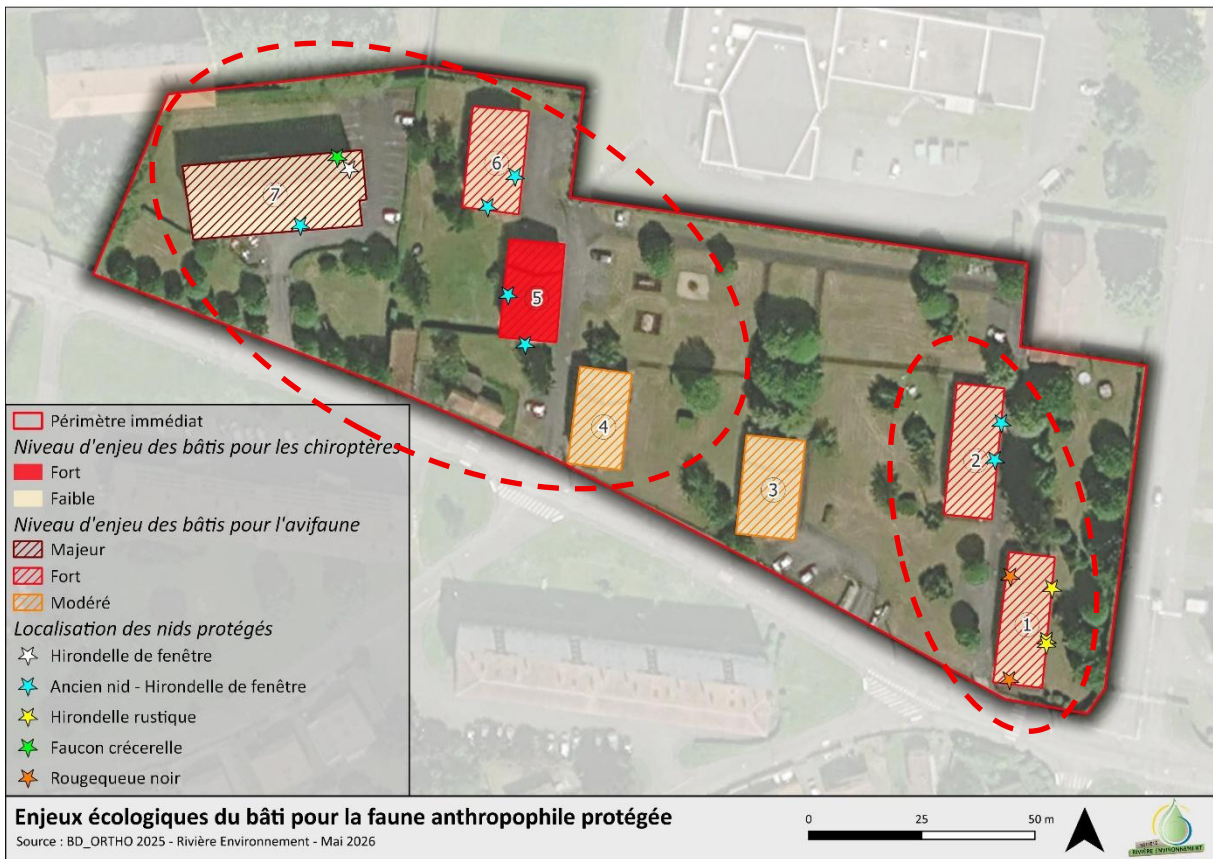 7
6
5
4
3
2
1
Périmètre immédiat
Niveau d'enjeu des bâtis pour les chiroptères
Fort
Faible
Niveau d'enjeu des bâtis pour l'avifaune
Majeur
Fort
Modéré
Localisation des nids protégés
Hirondelle de fenêtre
Ancien nid - Hirondelle de fenêtre
Hirondelle rustique
Faucon crécerelle
Rougequeue noir
Enjeux écologiques du bâti pour la faune anthropophile protégée
Source : BD_ORTHO 2025 - Rivière Environnement - Mai 2026
0 25 50 m
RIVIÈRE ENVIRONNEMENT